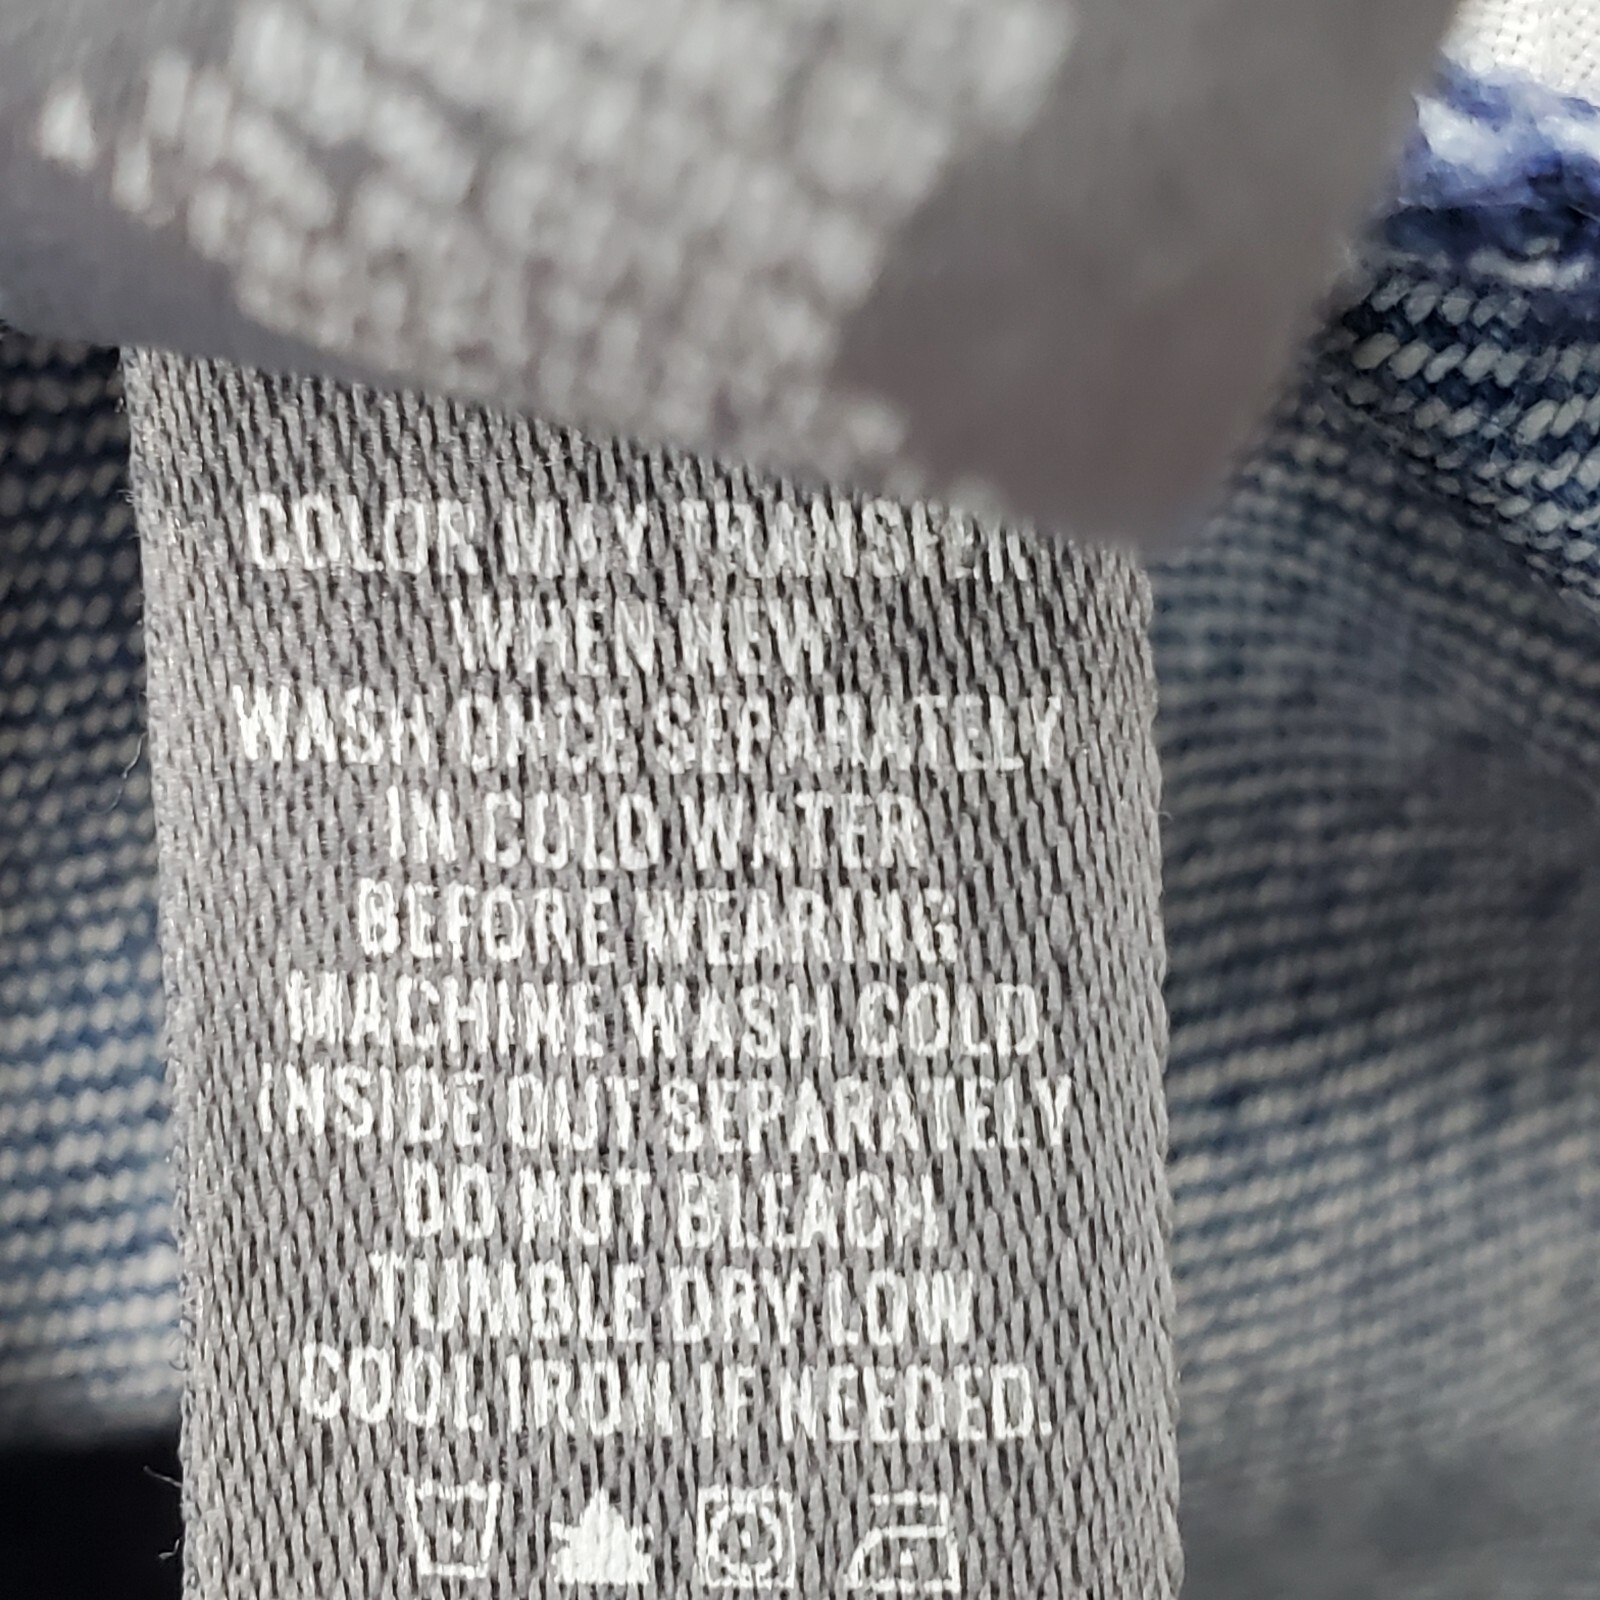 COLOR MAY TRANSFER
WHEN NEW
WASH ONCE SEPARATELY
IN COLD WATER
BEFORE WEARING
MACHINE WASH COLD
INSIDE OUT SEPARATELY
DO NOT BLEACH
TUMBLE DRY LOW
COOL IRON IF NEEDED.